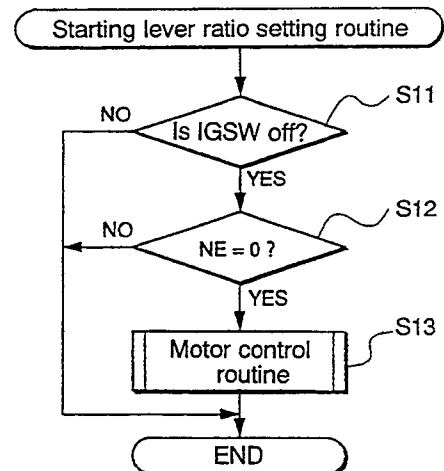 Starting lever ratio setting routine
S11
NO
Is IGSW off?
YES
S12
NO
NE = 0 ?
YES
S13
Motor control
routine
END